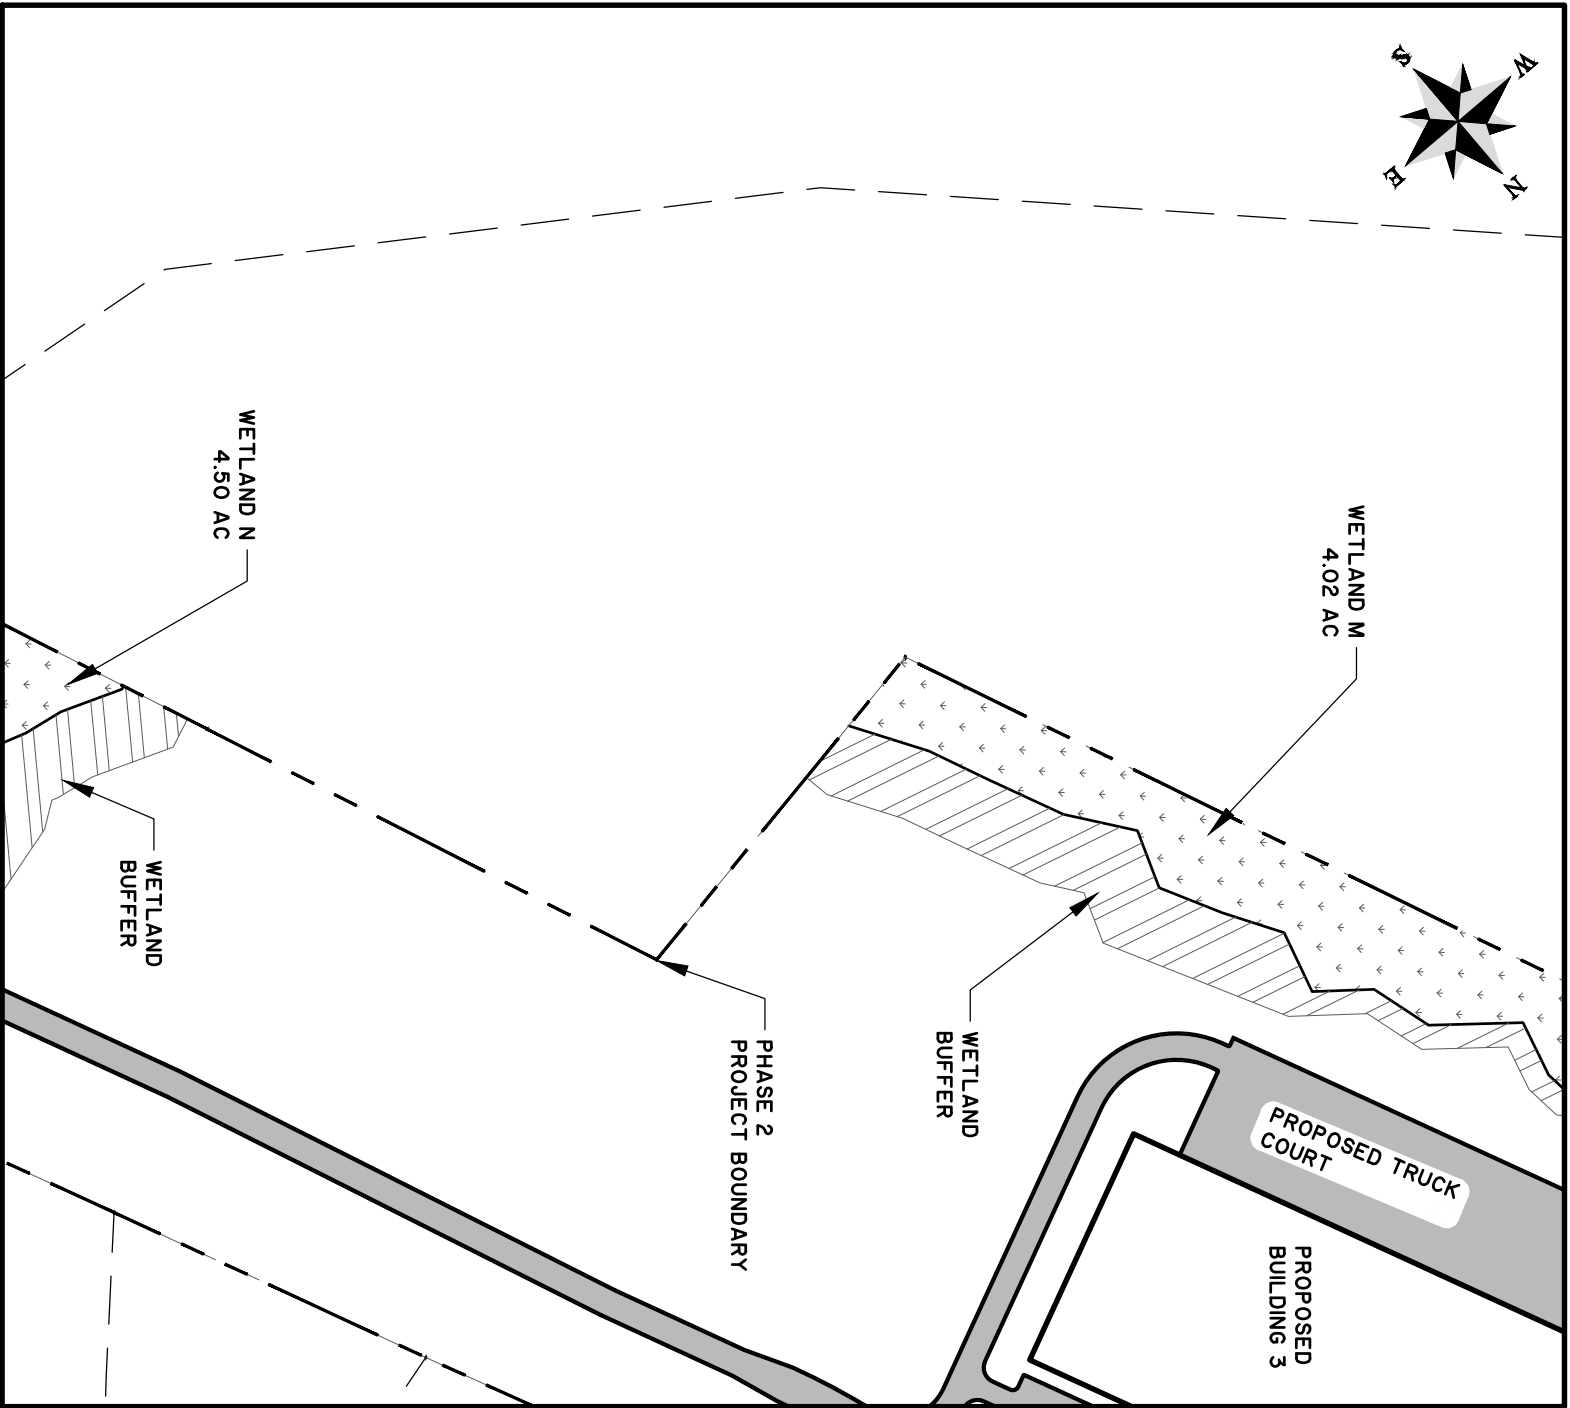 S
W
E
N
WETLAND M
4.02 AC
WETLAND N
4.50 AC
WETLAND
BUFFER
WETLAND
BUFFER
PHASE 2
PROJECT BOUNDARY
PROPOSED TRUCK
COURT
PROPOSED
BUILDING 3